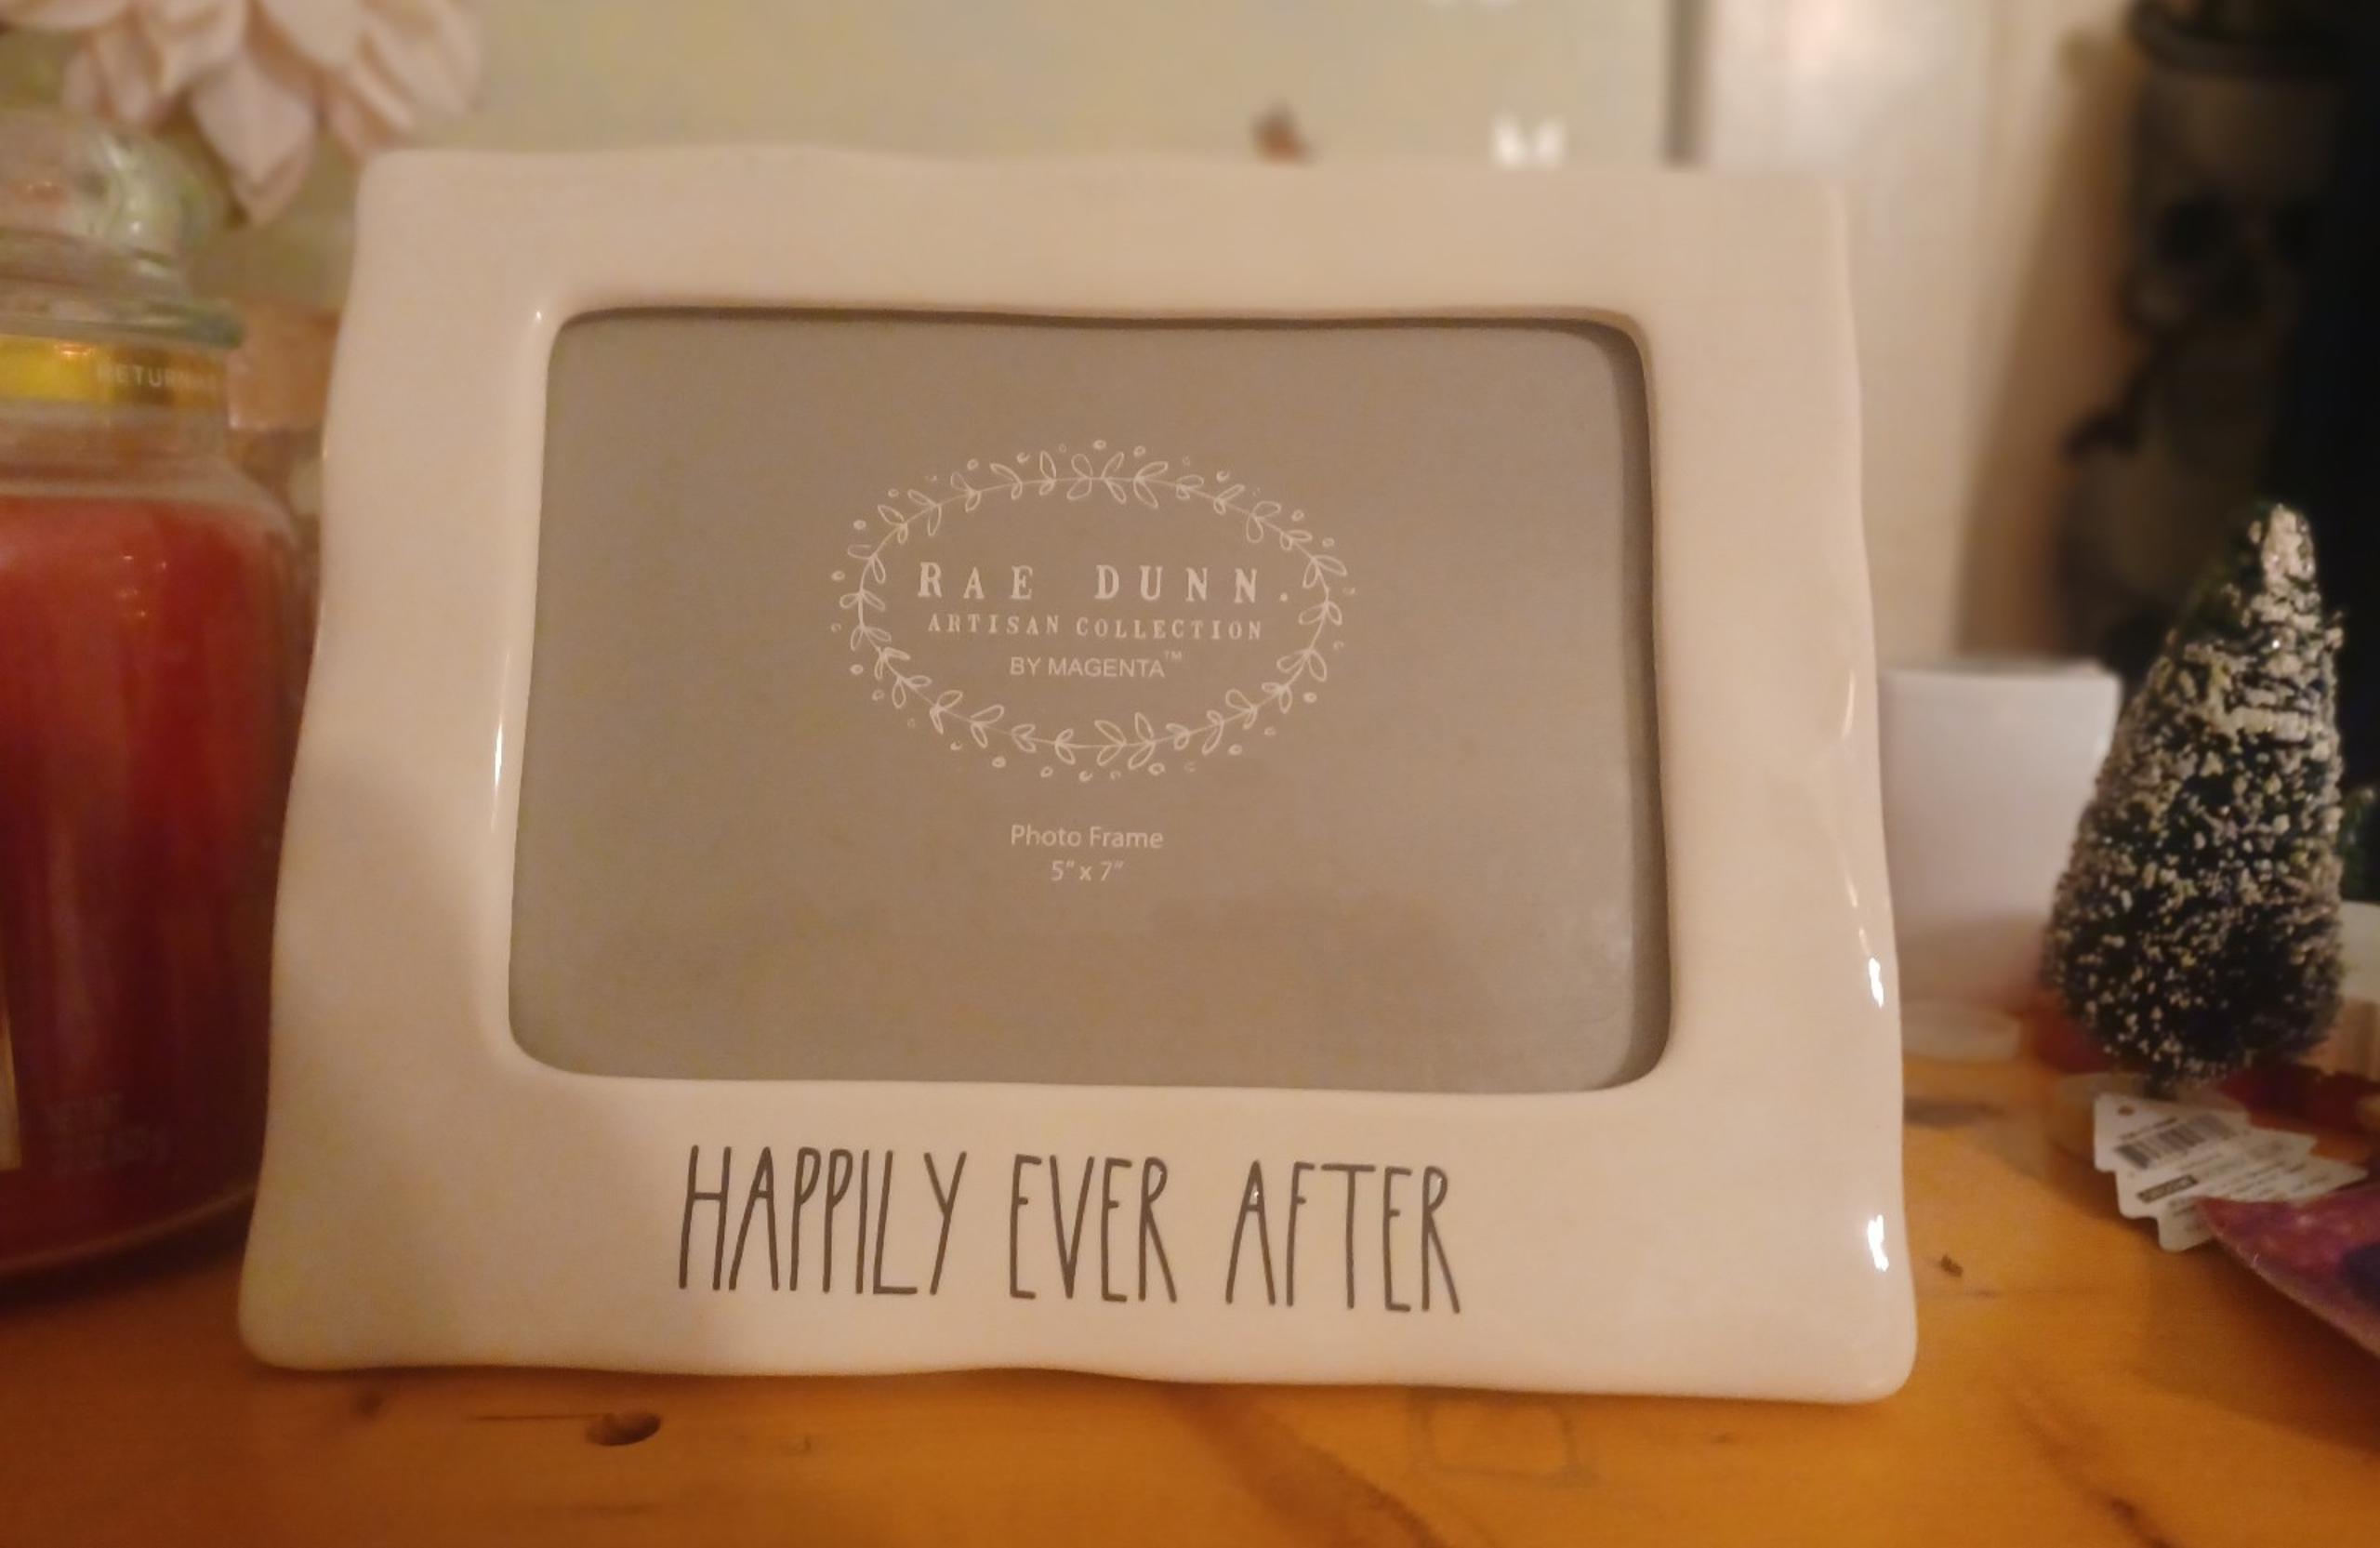 RAE DUNN.
ARTISAN COLLECTION
BY MAGENTA™
Photo Frame
5" x 7"
HAPPILY EVER AFTER